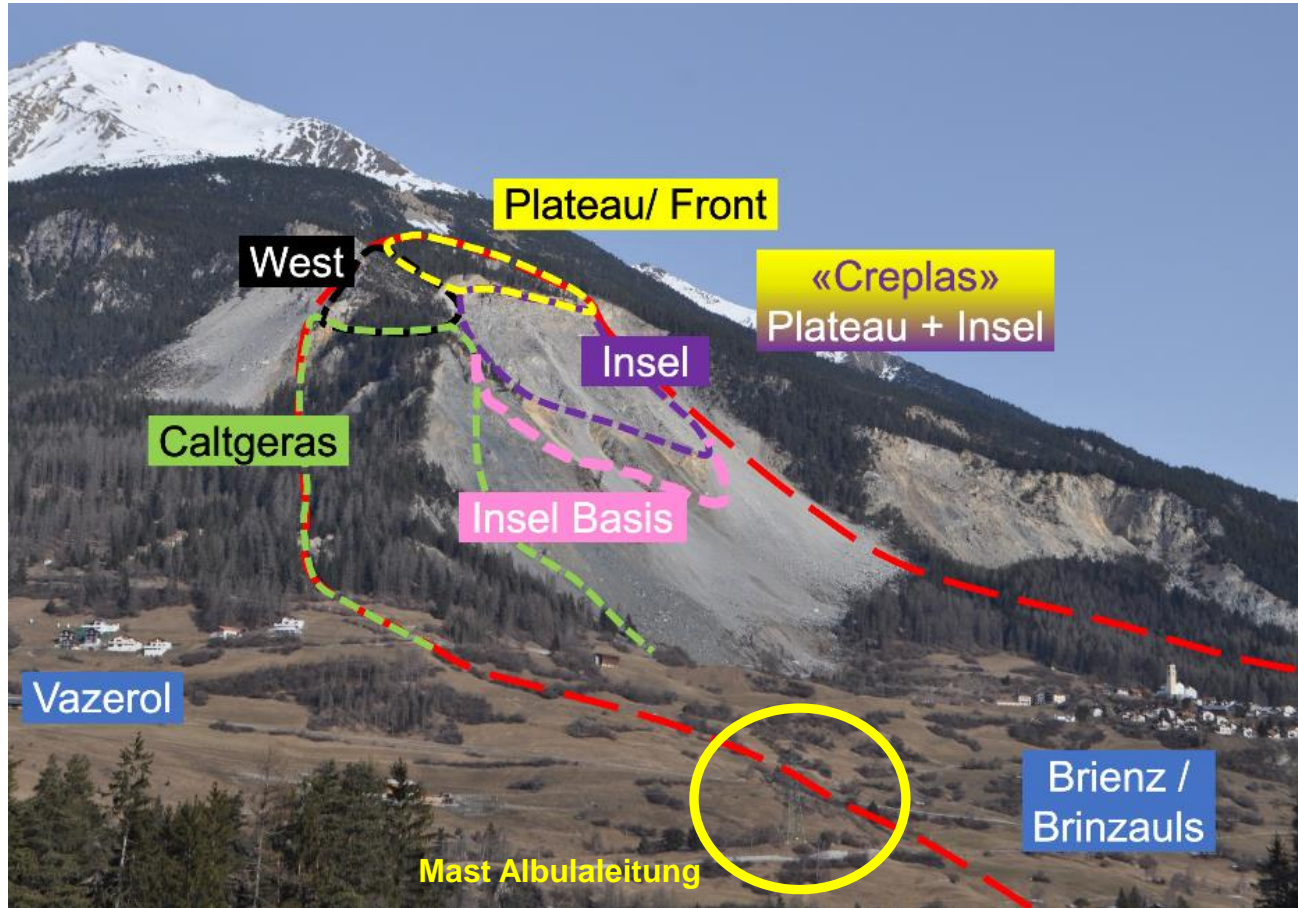 Plateau/ Front
West
«Creplas»
Plateau + Insel
Insel
Caltgeras
Insel Basis
Vazerol
Brienz /
Brinzauls
Mast Albulaleitung